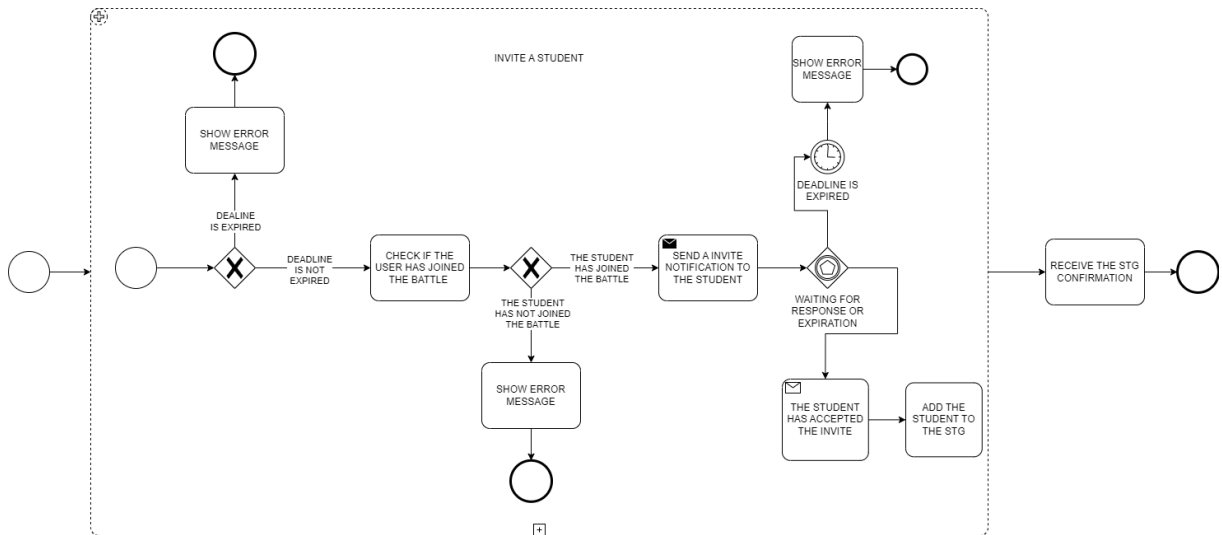 INVITE A STUDENT
SHOW ERROR
MESSAGE
DEALINE
IS EXPIRED
DEADLINE
IS NOT
EXPIRED
CHECK IF THE
USER HAS JOINED
THE BATTLE
THE STUDENT
HAS JOINED
THE BATTLE
THE STUDENT
HAS NOT JOINED
THE BATTLE
SHOW ERROR
MESSAGE
SEND A INVITE
NOTIFICATION TO
THE STUDENT
WAITING FOR
RESPONSE OR
EXPIRATION
DEADLINE IS
EXPIRED
SHOW ERROR
MESSAGE
THE STUDENT
HAS ACCEPTED
THE INVITE
ADD THE
STUDENT TO
THE STG
RECEIVE THE STG
CONFIRMATION